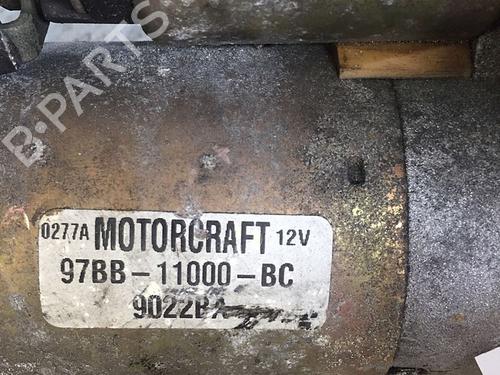 B-PARTS
0277A MOTORCRAFT 12V
97BB-11000-BC
9022BA